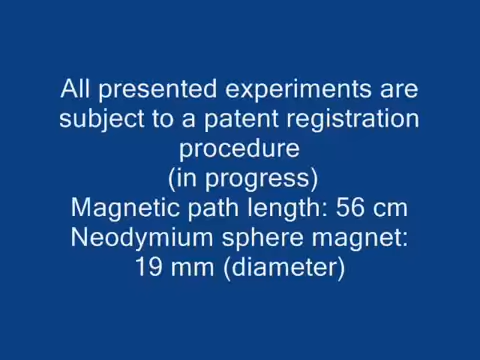 All presented experiments are
subject to a patent registration
procedure
(in progress)
Magnetic path length: 56 cm
Neodymium sphere magnet:
19 mm (diameter)